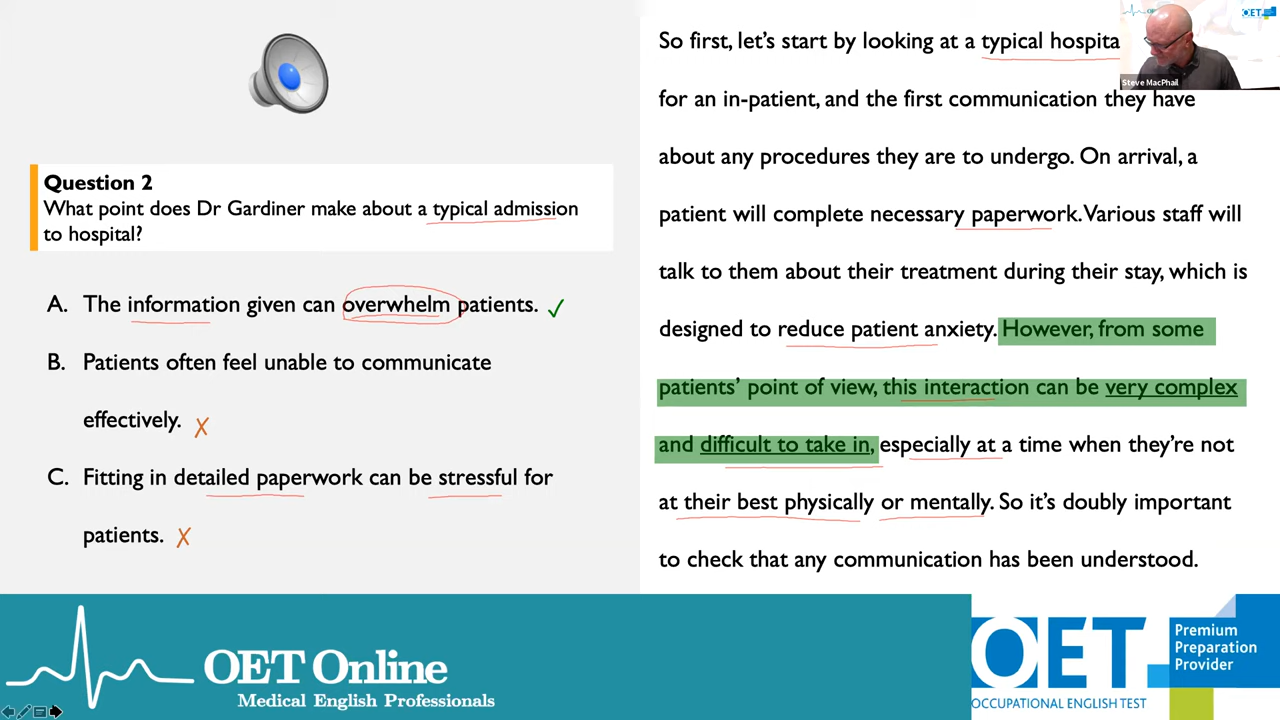 Question 2
What point does Dr Gardiner make about a typical admission
to hospital?
A. The information given can overwhelm patients. ✓
B. Patients often feel unable to communicate
effectively. X
C. Fitting in detailed paperwork can be stressful for
patients. X
So first, let's start by looking at a typical hospita
for an in-patient, and the first communication they have
about any procedures they are to undergo. On arrival, a
patient will complete necessary paperwork. Various staff will
talk to them about their treatment during their stay, which is
designed to reduce patient anxiety. However, from some
patients' point of view, this interaction can be very complex
and difficult to take in, especially at a time when they're not
at their best physically or mentally. So it's doubly important
to check that any communication has been understood.
OET
Steve MacPhail
OET Online
Medical English Professionals
OET
OCCUPATIONAL ENGLISH TEST
Premium
Preparation
Provider